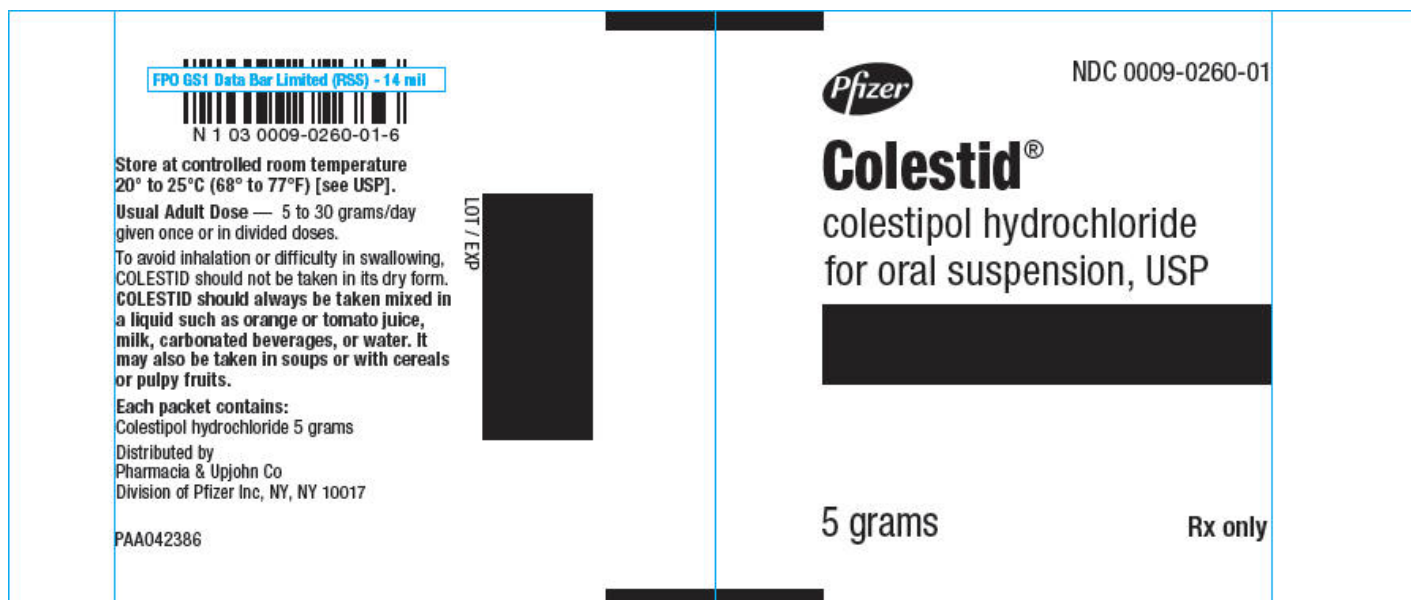 FPO GS1 Data Bar Limited (RSS) - 14 mil
N 1 03 0009-0260-01-6
Store at controlled room temperature
20° to 25°C (68° to 77°F) [see USP].
Usual Adult Dose — 5 to 30 grams/day
given once or in divided doses.
To avoid inhalation or difficulty in swallowing,
COLESTID should not be taken in its dry form.
COLESTID should always be taken mixed in
a liquid such as orange or tomato juice,
milk, carbonated beverages, or water. It
may also be taken in soups or with cereals
or pulpy fruits.
Each packet contains:
Colestipol hydrochloride 5 grams
Distributed by
Pharmacia & Upjohn Co
Division of Pfizer Inc, NY, NY 10017
PAA042386
LOT / EXP
Pfizer
NDC 0009-0260-01
Colestid®
colestipol hydrochloride
for oral suspension, USP
5 grams
Rx only